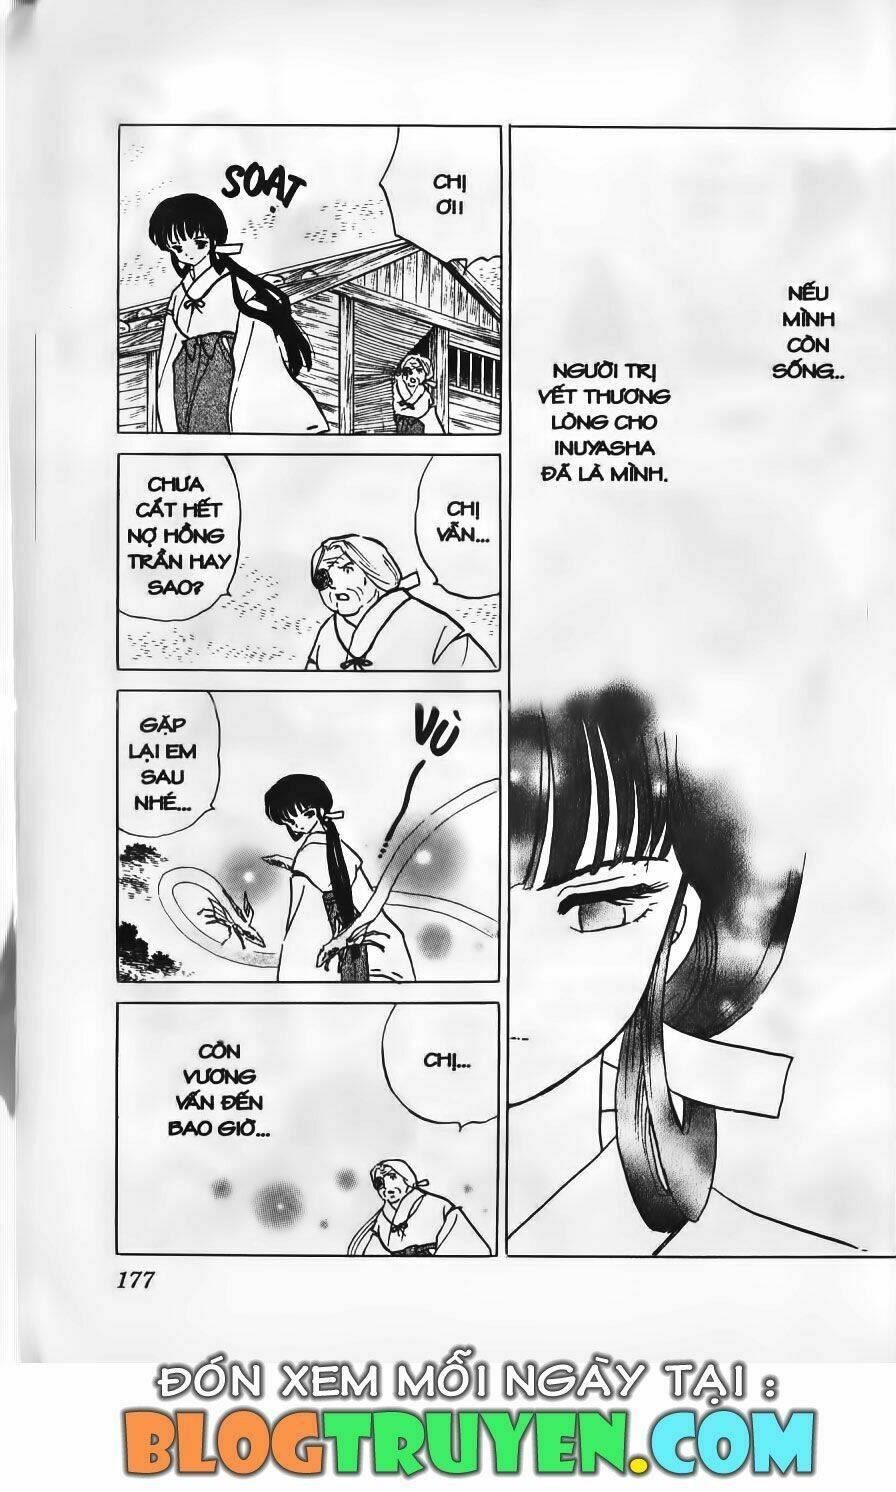 NẾU
MÌNH
CÒN
SỐNG...
NGƯỜI TRỊ
VẾT THƯƠNG
LÒNG CHO
INUYASHA
ĐÃ LÀ MÌNH.
CHỊ
ƠI!
SOẠT
CHỊ
VẪN...
CHƯA
CẮT HẾT
NỢ HỒNG
TRẦN HAY
SAO?
VÙ
GẶP
LẠI EM
SAU
NHÉ...
CHỊ...
CÒN
VƯƠNG
VẤN ĐẾN
BAO GIỜ...
177
ĐÓN XEM MỖI NGÀY TẠI :
BLOGTRUYEN.COM